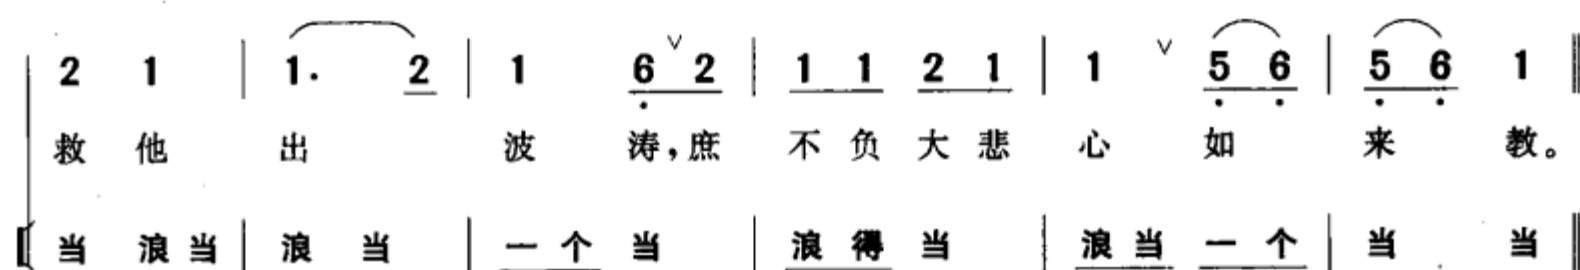 2 1 | 1. 2 | 1 6 ∨ 2 | 1 1 2 1 | 1 ∨ 5 6 | 5 6 1 ‖
救 他 出 波 涛，庶 不 负 大 悲 心 如 来 教。
当 浪 当 | 浪 当 | 一 个 当 | 浪 得 当 | 浪 当 一 个 | 当 当 ‖